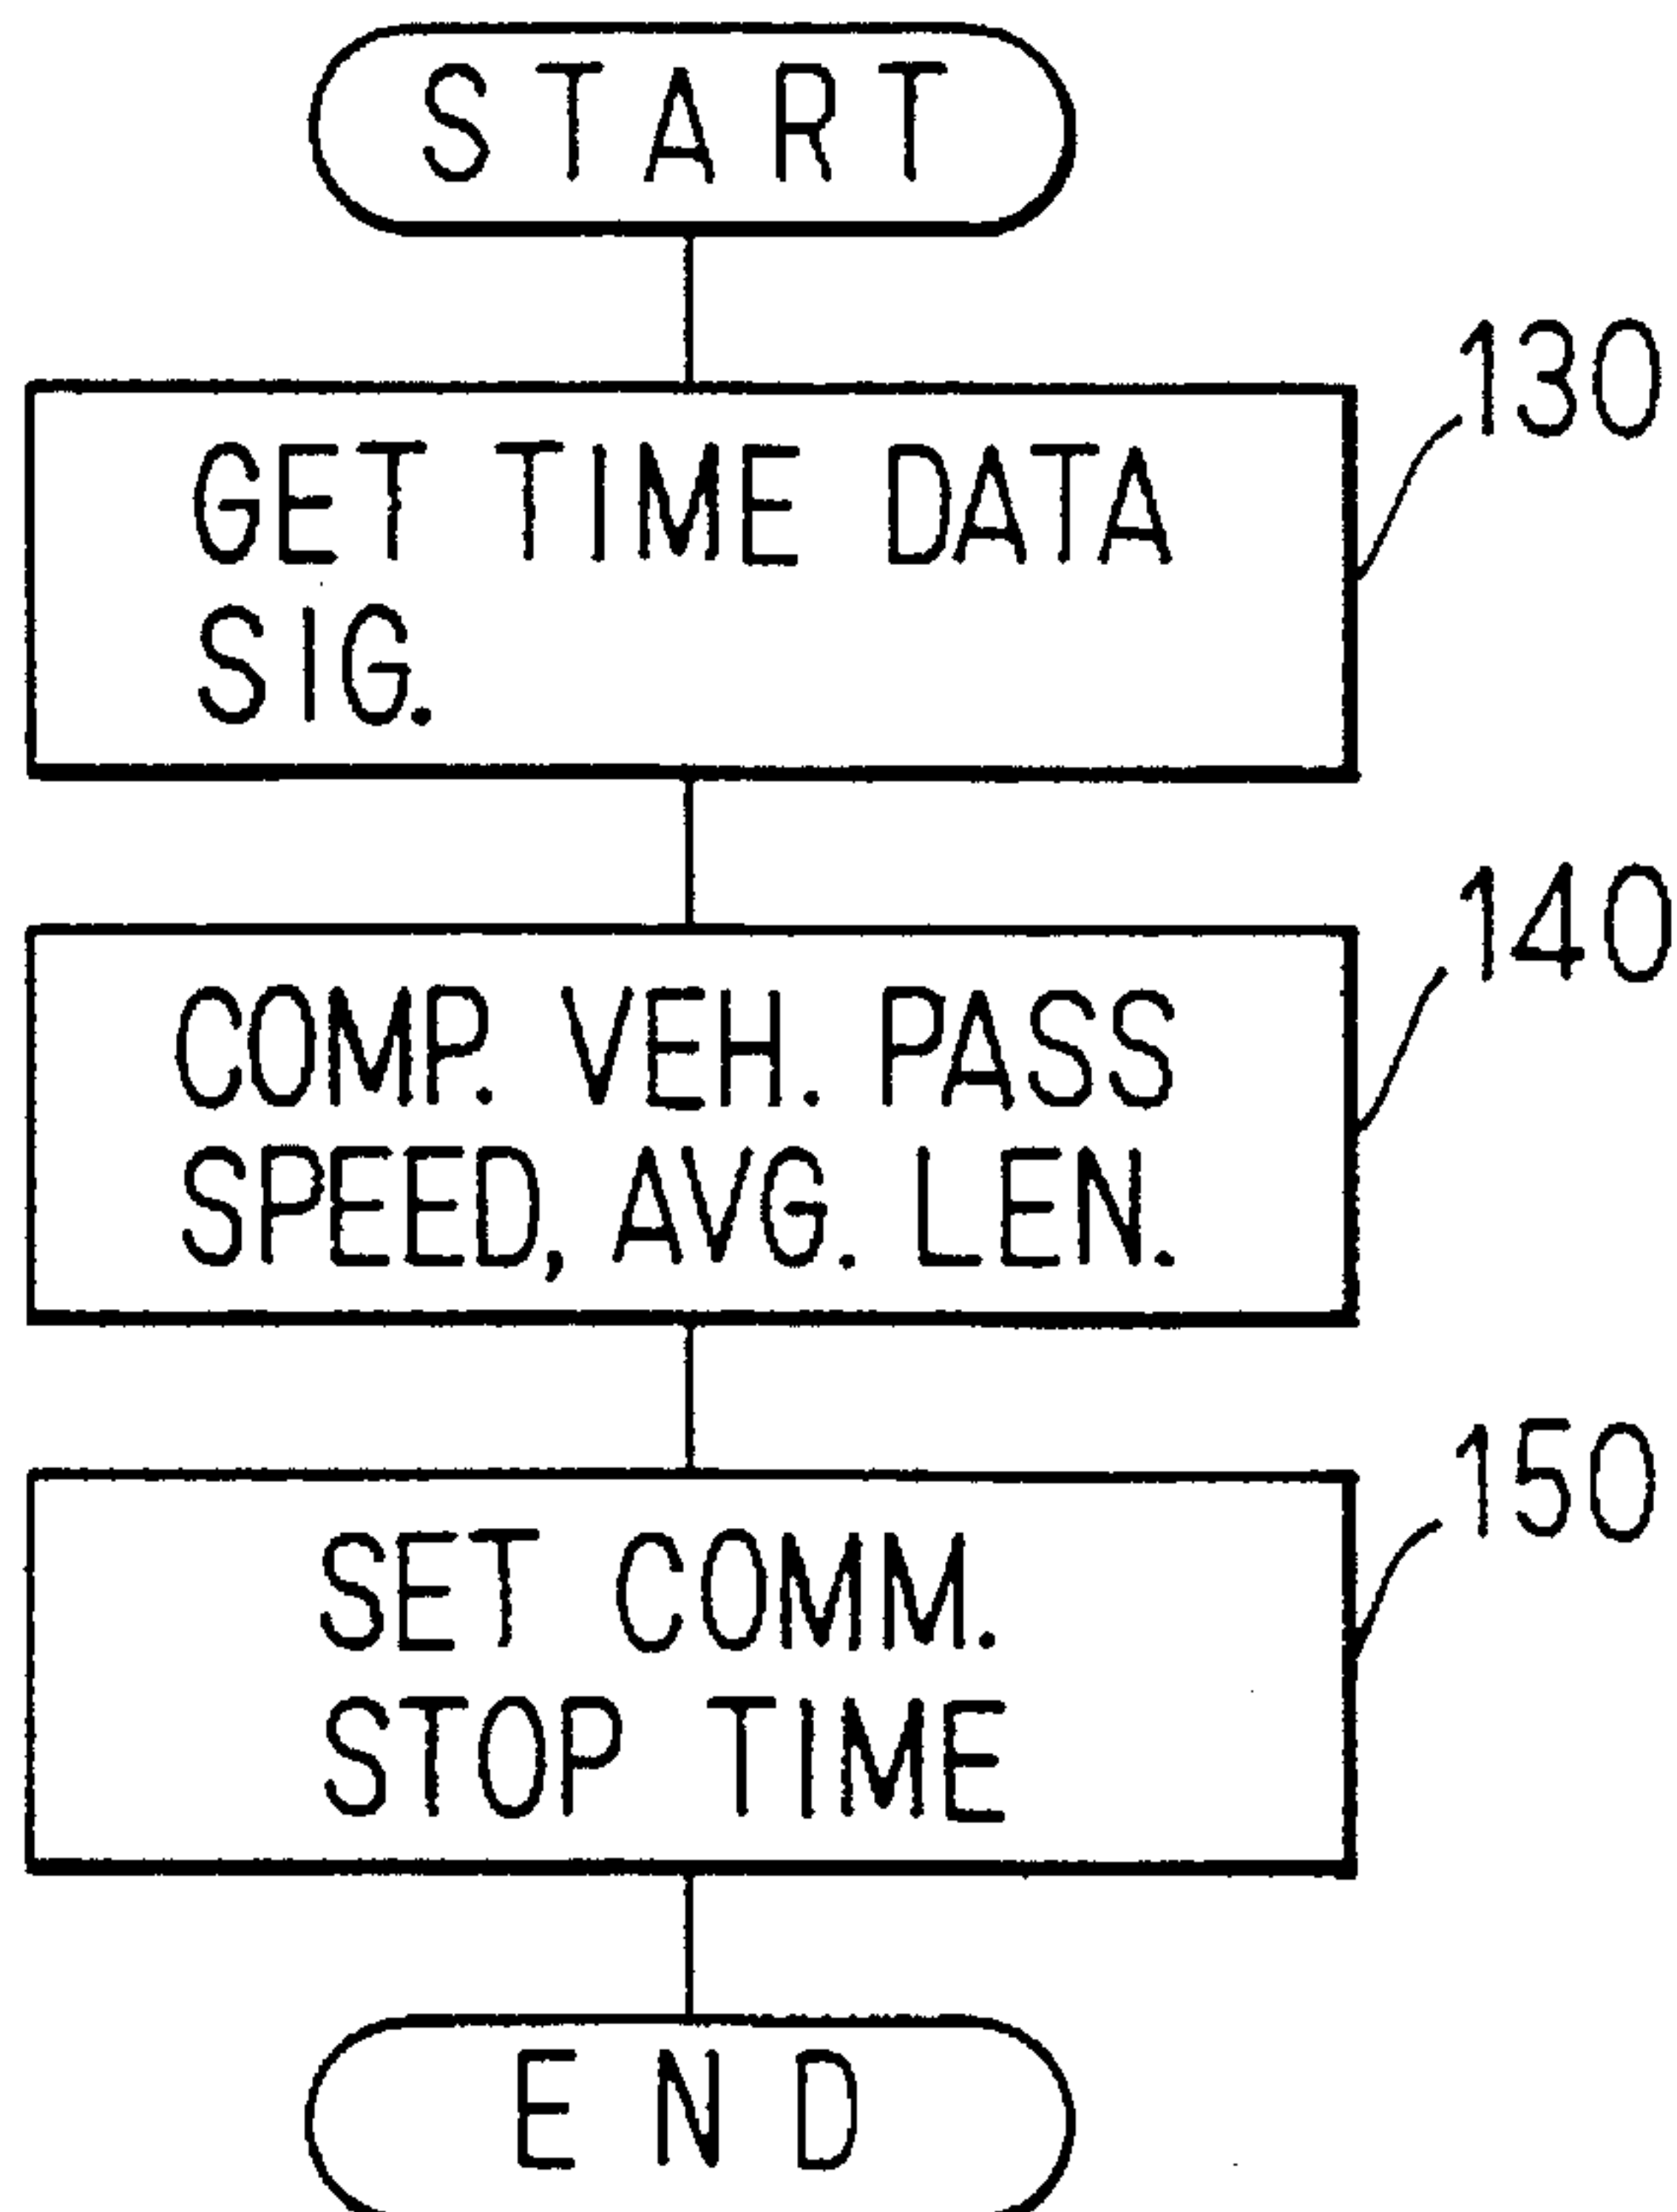 START
130
GET TIME DATA
SIG.
140
COMP. VEH. PASS
SPEED, AVG. LEN.
150
SET COMM.
STOP TIME
END